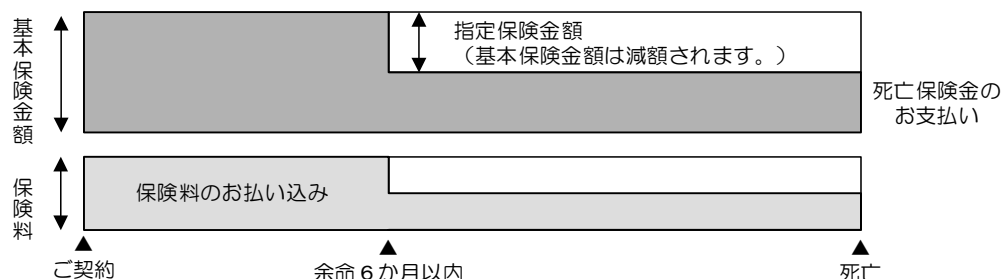 基本保険金額
指定保険金額
（基本保険金額は減額されます。）
死亡保険金の
お支払い
保険料
保険料のお払い込み
ご契約
余命６か月以内
死亡